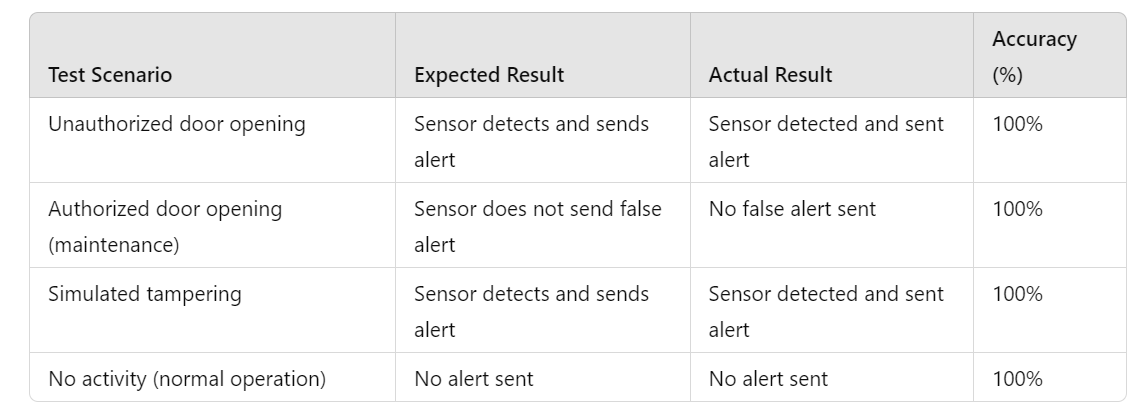 Test Scenario
Expected Result
Actual Result
Accuracy
(%)
Unauthorized door opening
Sensor detects and sends
alert
Sensor detected and sent
alert
100%
Authorized door opening
(maintenance)
Sensor does not send false
alert
No false alert sent
100%
Simulated tampering
Sensor detects and sends
alert
Sensor detected and sent
alert
100%
No activity (normal operation)
No alert sent
No alert sent
100%